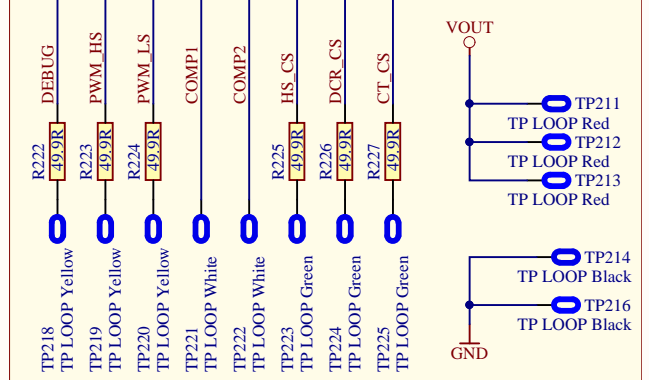 DEBUG
PWM_HS
PWM_LS
COMP1
COMP2
HS_CS
DCR_CS
CT_CS
R222
49.9R
R223
49.9R
R224
49.9R
R225
49.9R
R226
49.9R
R227
49.9R
TP218
TP LOOP Yellow
TP219
TP LOOP Yellow
TP220
TP LOOP Yellow
TP221
TP LOOP White
TP222
TP LOOP White
TP223
TP LOOP Green
TP224
TP LOOP Green
TP225
TP LOOP Green
VOUT
TP211
TP LOOP Red
TP212
TP LOOP Red
TP213
TP LOOP Red
TP214
TP LOOP Black
TP216
TP LOOP Black
GND